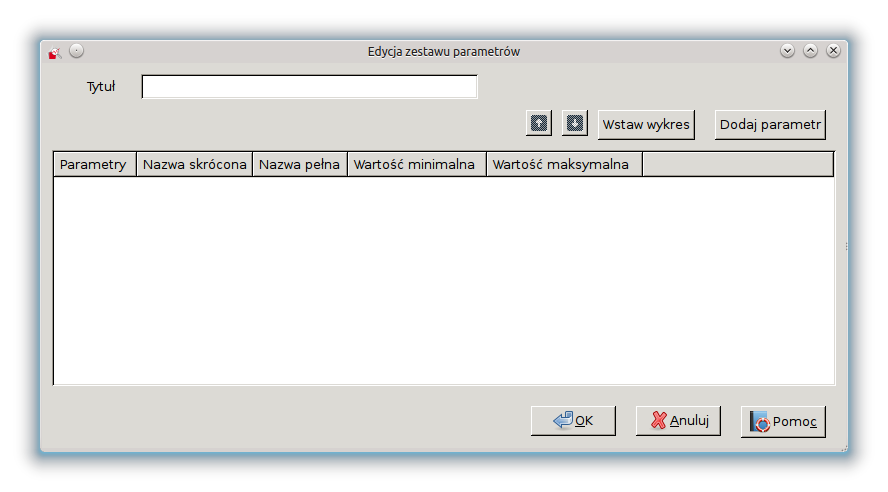 Edycja zestawu parametrów
Tytuł
Wstaw wykres Dodaj parametr
Parametry Nazwa skrócona Nazwa pełna Wartość minimalna Wartość maksymalna
OK Anuluj Pomoc